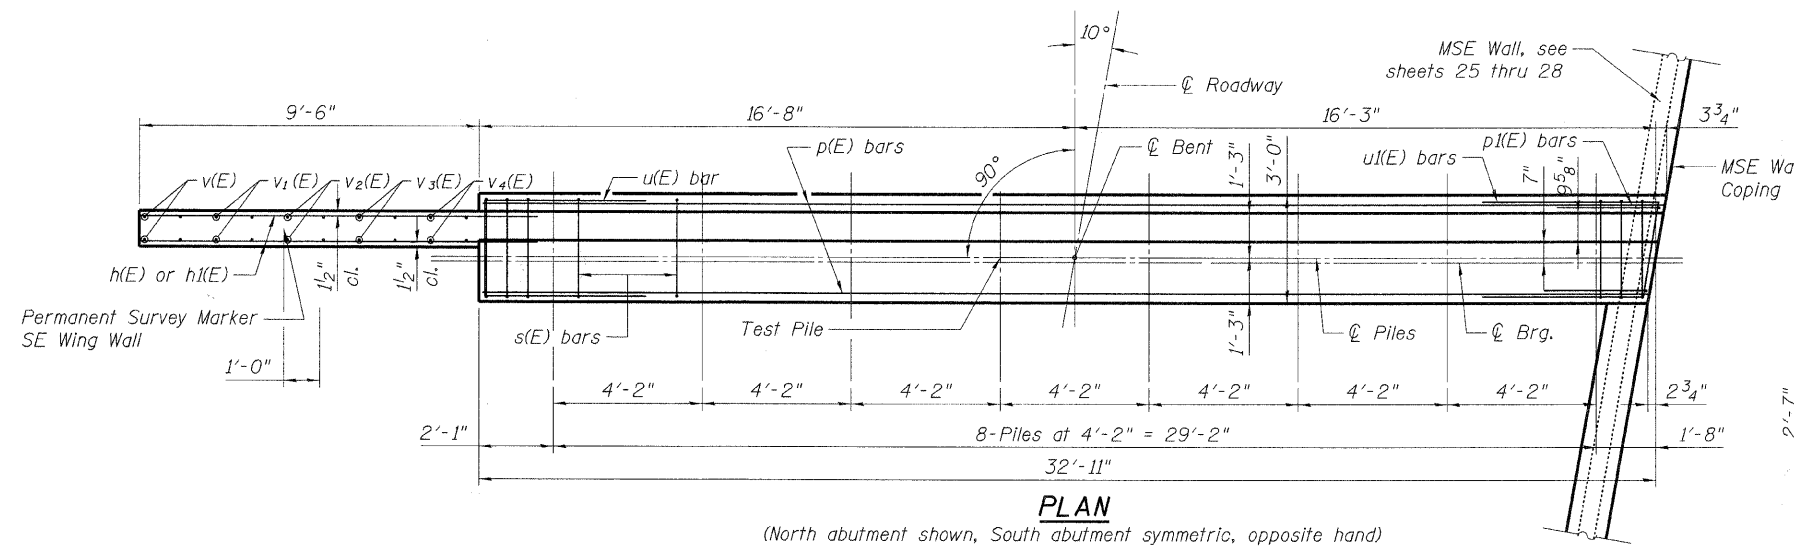 10°
MSE Wall, see
sheets 25 thru 28
℄ Roadway
9'-6"
16'-8"
16'-3"
3¾"
p(E) bars
℄ Bent
1'-3"
3'-0"
p1(E) bars
u1(E) bars
7"
9⅝"
MSE Wa
Coping
v(E)
v1(E)
v2(E)
v3(E)
v4(E)
u(E) bar
90°
h(E) or h1(E)
1½"
cl.
1½"
cl.
Permanent Survey Marker
SE Wing Wall
s(E) bars
Test Pile
1'-3"
℄ Piles
℄ Brg.
1'-0"
4'-2"
4'-2"
4'-2"
4'-2"
4'-2"
4'-2"
4'-2"
2¾"
2'-7"
2'-1"
8-Piles at 4'-2" = 29'-2"
1'-8"
32'-11"
PLAN
(North abutment shown, South abutment symmetric, opposite hand)